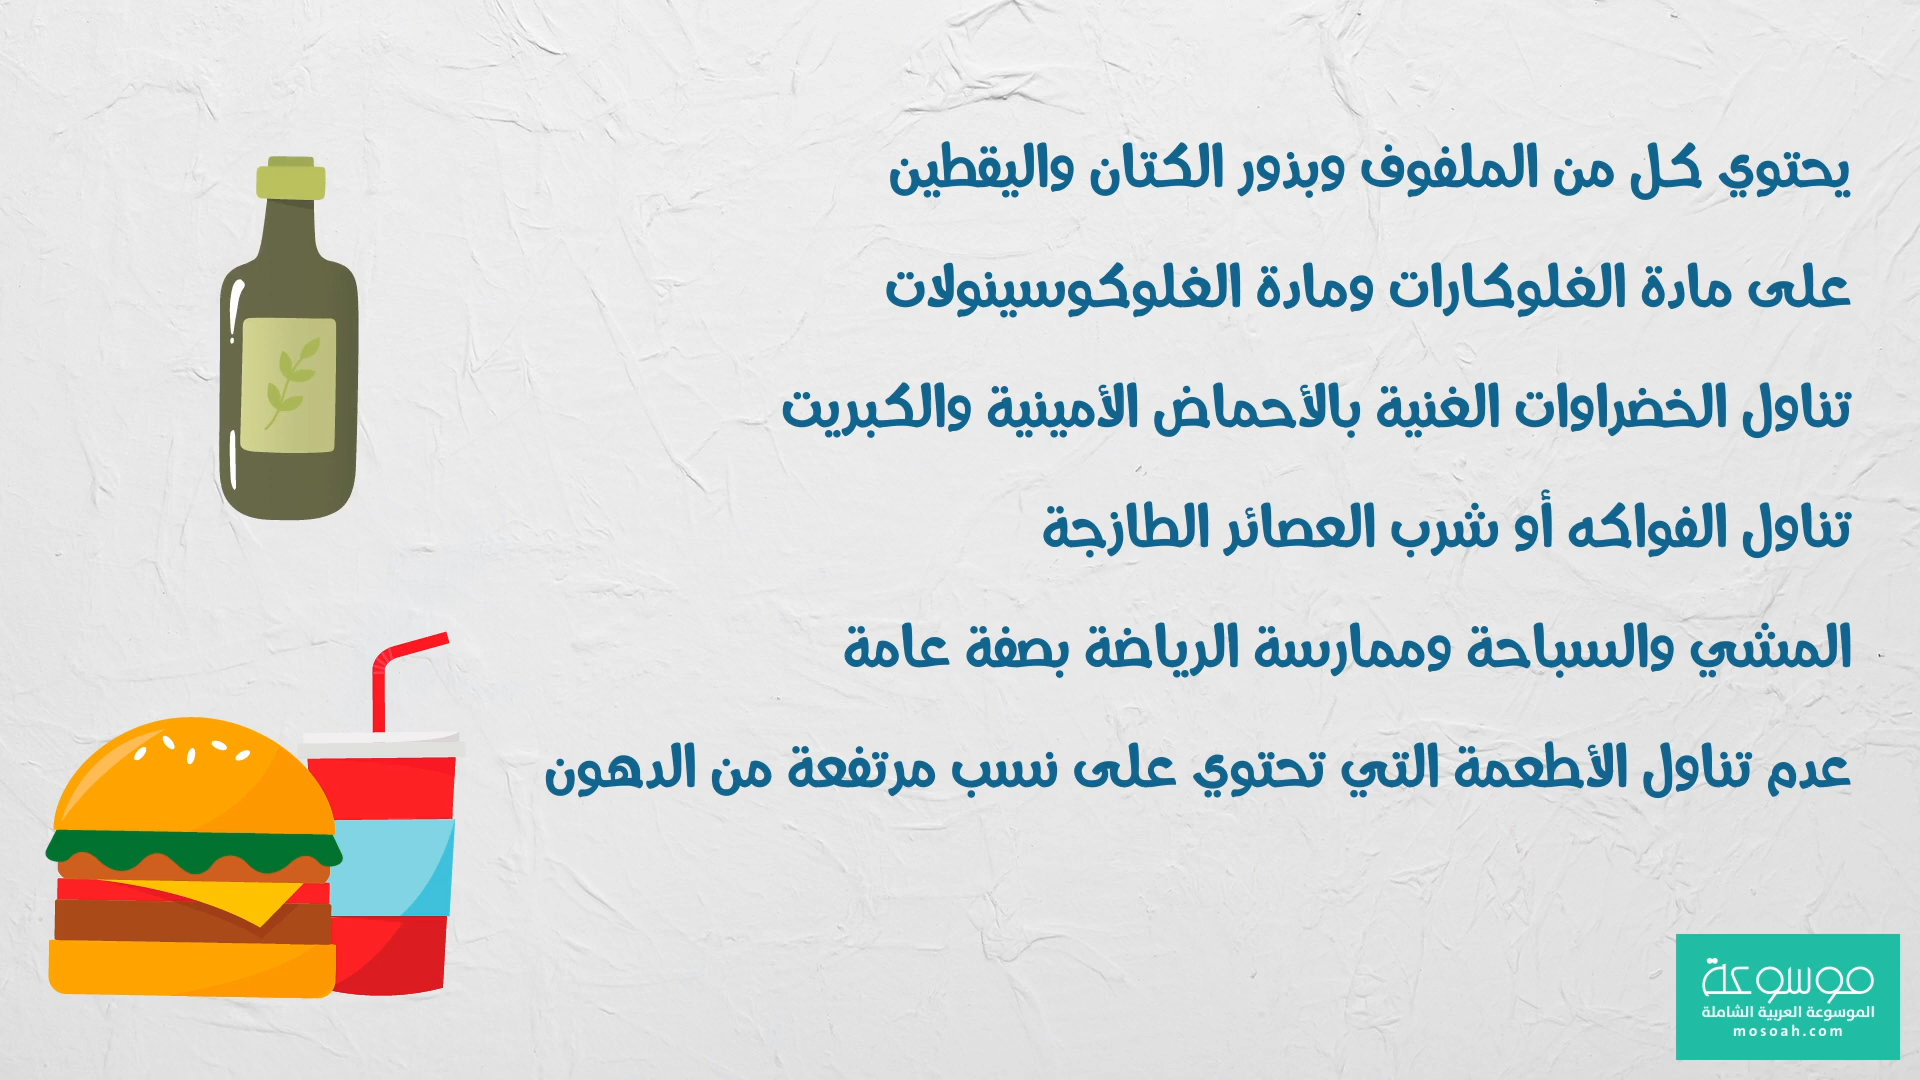 يحتوي كل من الملفوف وبذور الكتان واليقطين
على مادة الغلوكارات ومادة الغلوكوسينولات
تناول الخضراوات الغنية بالأحماض الأمينية والكبريت
تناول الفواكه أو شرب العصائر الطازجة
المشي والسباحة وممارسة الرياضة بصفة عامة
عدم تناول الأطعمة التي تحتوي على نسب مرتفعة من الدهون
موسوعة
الموسوعة العربية الشاملة
mosoah.com